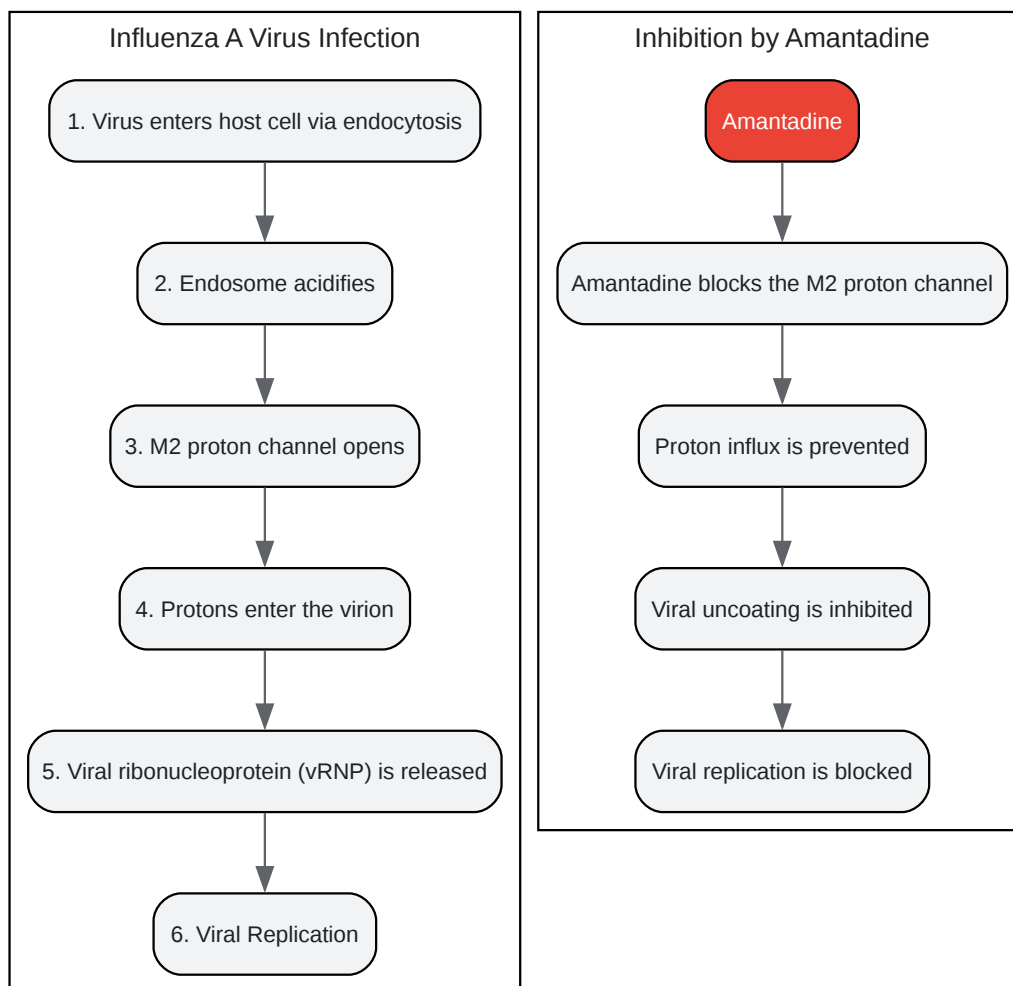 Influenza A Virus Infection
1. Virus enters host cell via endocytosis
2. Endosome acidifies
3. M2 proton channel opens
4. Protons enter the virion
5. Viral ribonucleoprotein (vRNP) is released
6. Viral Replication
Inhibition by Amantadine
Amantadine
Amantadine blocks the M2 proton channel
Proton influx is prevented
Viral uncoating is inhibited
Viral replication is blocked